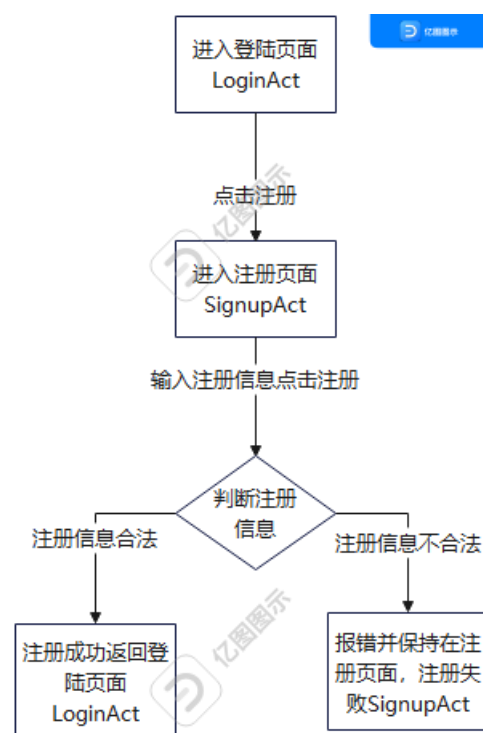 进入登陆页面
LoginAct
亿图图示
点击注册
亿图图示
进入注册页面
SignupAct
输入注册信息点击注册
判断注册
信息
注册信息合法
注册信息不合法
亿图图示
注册成功返回登
陆页面
LoginAct
报错并保持在注
册页面，注册失
败SignupAct